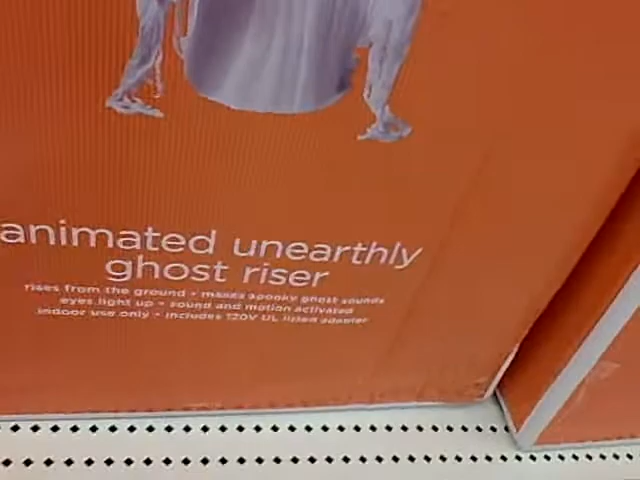 animated unearthly
ghost riser
rises from the ground • makes spooky ghost sounds
eyes light up • sound and motion activated
indoor use only • includes 120V UL listed adapter